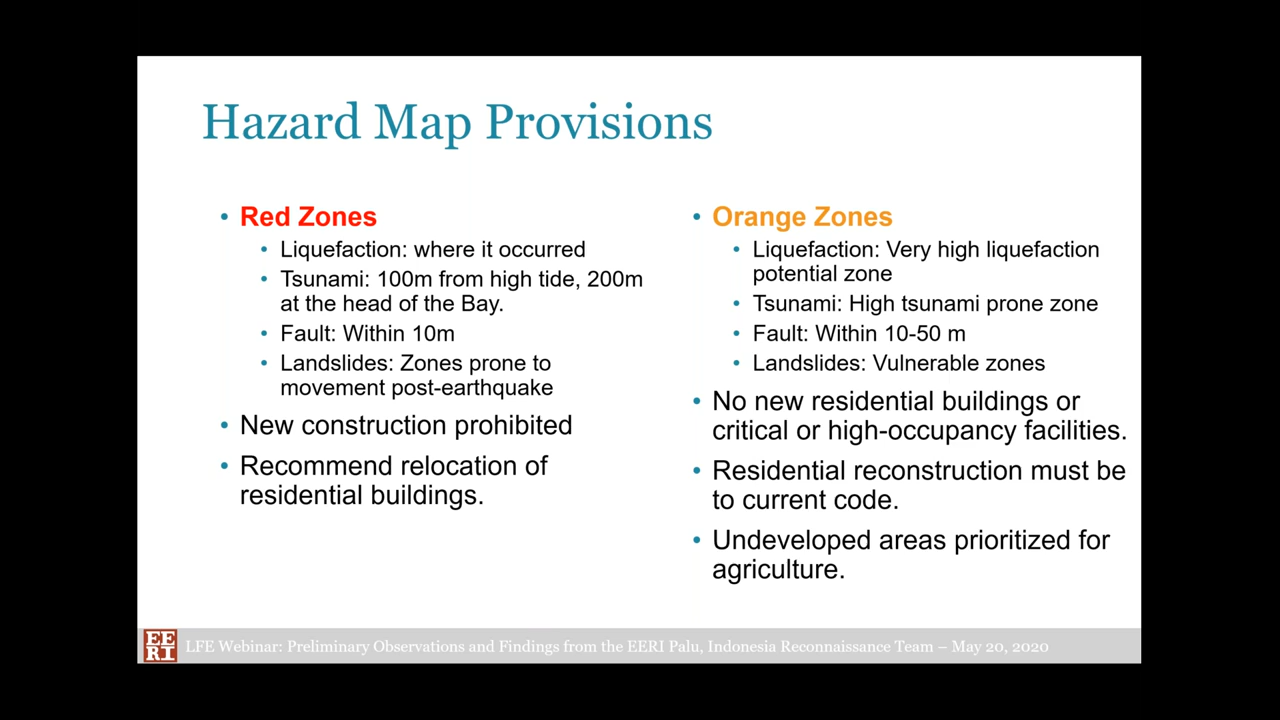 Hazard Map Provisions
• Red Zones
• Liquefaction: where it occurred
• Tsunami: 100m from high tide, 200m
at the head of the Bay.
• Fault: Within 10m
• Landslides: Zones prone to
movement post-earthquake
• New construction prohibited
• Recommend relocation of
residential buildings.
• Orange Zones
• Liquefaction: Very high liquefaction
potential zone
• Tsunami: High tsunami prone zone
• Fault: Within 10-50 m
• Landslides: Vulnerable zones
• No new residential buildings or
critical or high-occupancy facilities.
• Residential reconstruction must be
to current code.
• Undeveloped areas prioritized for
agriculture.
EE
RI
LFE Webinar: Preliminary Observations and Findings from the EERI Palu, Indonesia Reconnaissance Team – May 20, 2020